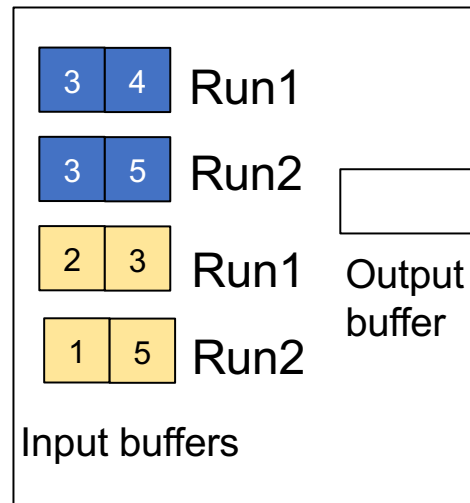 3 4 Run1
3 5 Run2
2 3 Run1
Output
buffer
1 5 Run2
Input buffers